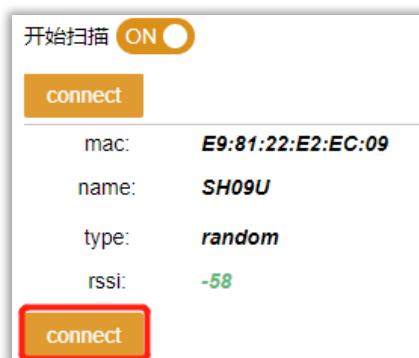 开始扫描 ON
connect
mac: E9:81:22:E2:EC:09
name: SH09U
type: random
rssi: -58
connect